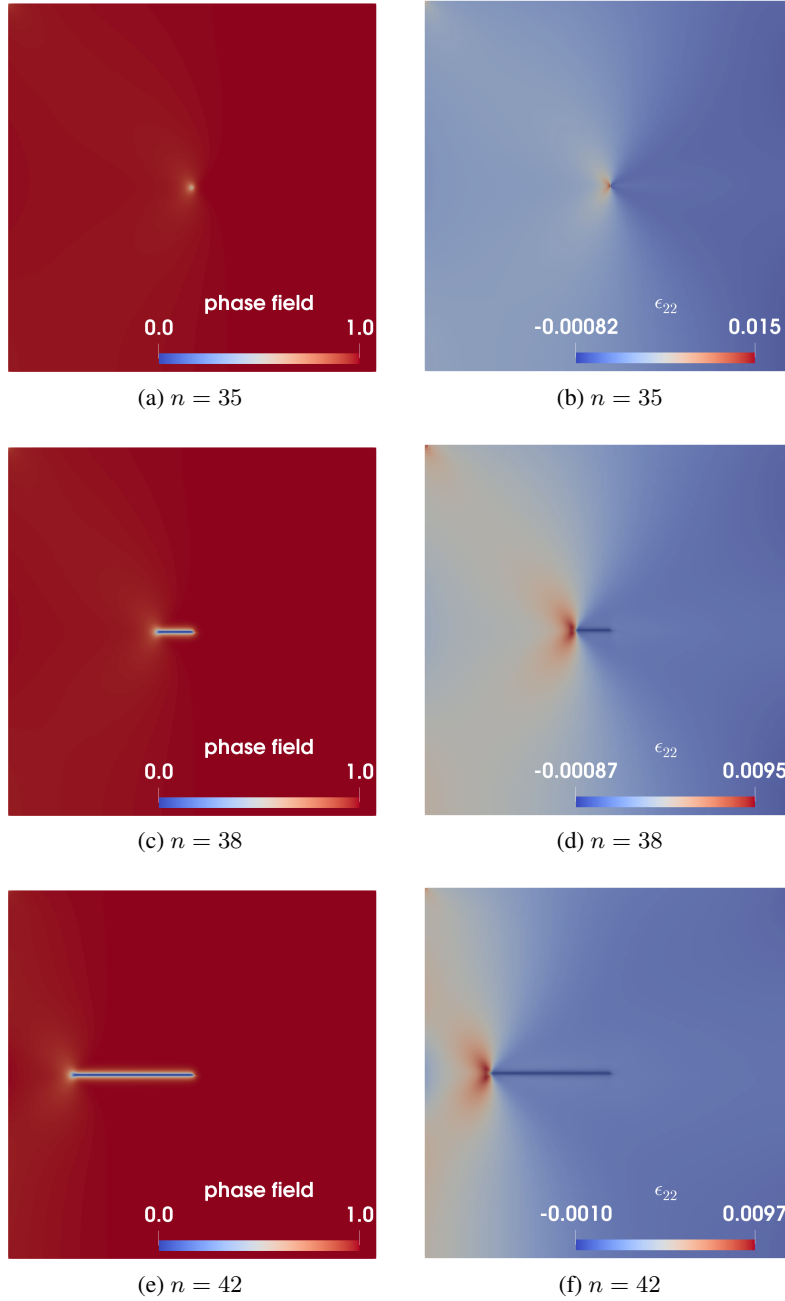 phase field
0.0 1.0
(a) n = 35
ϵ22
-0.00082 0.015
(b) n = 35
phase field
0.0 1.0
(c) n = 38
ϵ22
-0.00087 0.0095
(d) n = 38
phase field
0.0 1.0
(e) n = 42
ϵ22
-0.0010 0.0097
(f) n = 42